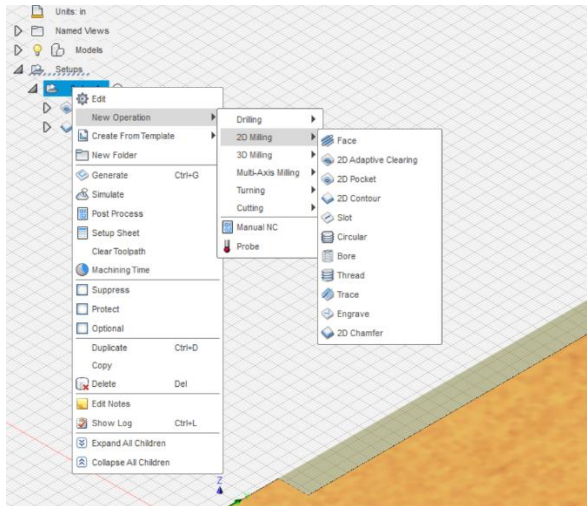 Units: in
Named Views
Models
Setups
Edit
New Operation
Create From Template
New Folder
Generate Ctrl+G
Simulate
Post Process
Setup Sheet
Clear Toolpath
Machining Time
Suppress
Protect
Optional
Duplicate Ctrl+D
Copy
Delete Del
Edit Notes
Show Log Ctrl+L
Expand All Children
Collapse All Children
Drilling
2D Milling
3D Milling
Multi-Axis Milling
Turning
Cutting
Manual NC
Probe
Face
2D Adaptive Clearing
2D Pocket
2D Contour
Slot
Circular
Bore
Thread
Trace
Engrave
2D Chamfer
Z